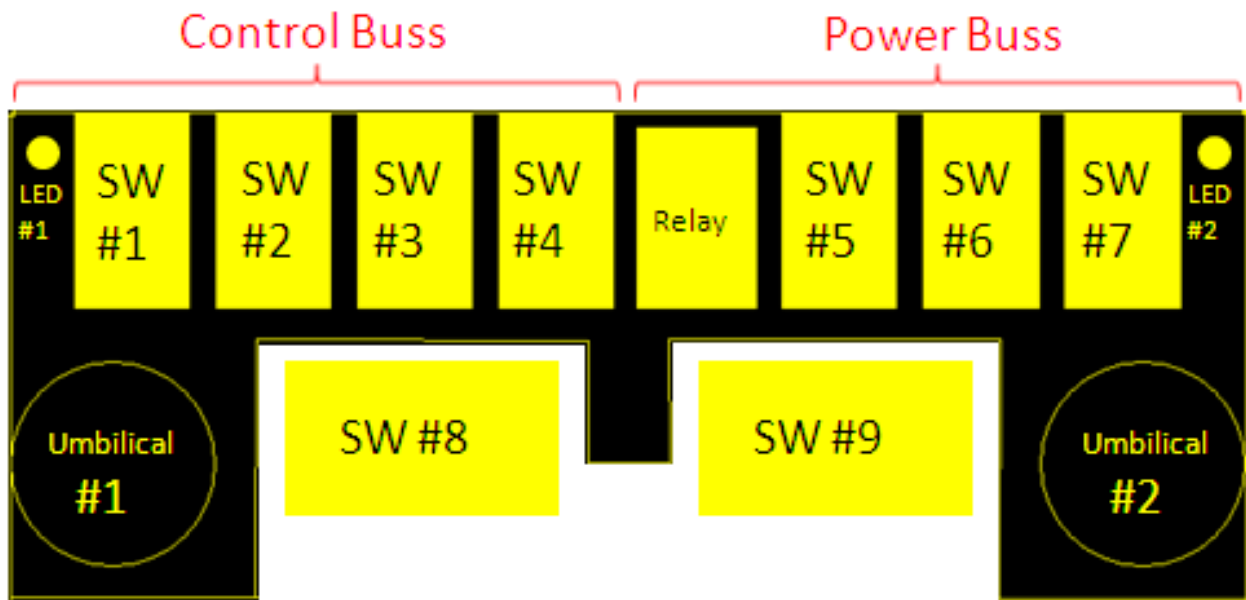 Control Buss
Power Buss
LED
#1
SW
#1
SW
#2
SW
#3
SW
#4
Relay
SW
#5
SW
#6
SW
#7
LED
#2
Umbilical
#1
SW #8
SW #9
Umbilical
#2